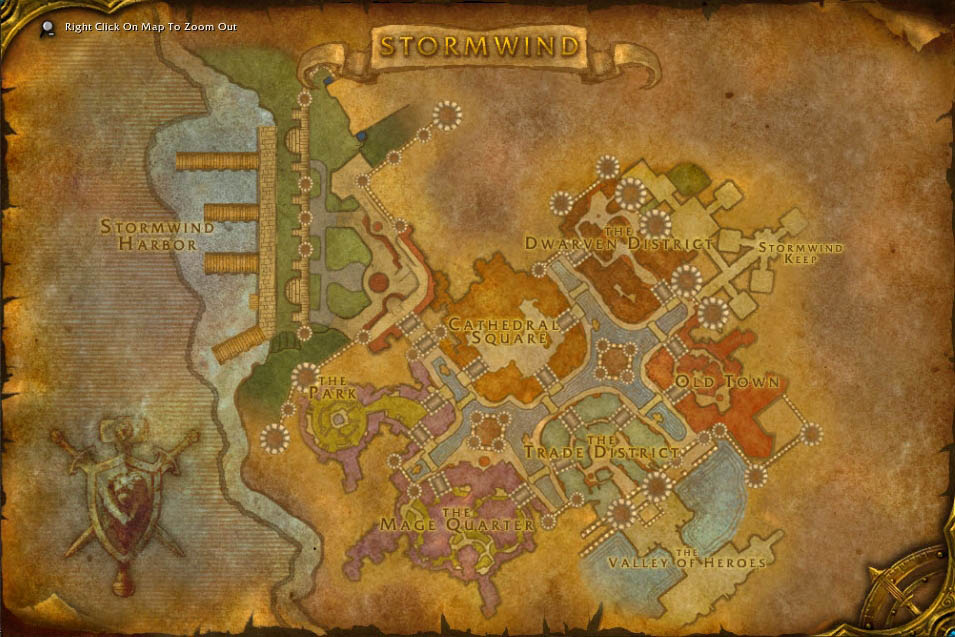 Right Click On Map To Zoom Out
STORMWIND
STORMWIND
HARBOR
THE
DWARVEN DISTRICT
STORMWIND
KEEP
CATHEDRAL
SQUARE
THE
PARK
OLD TOWN
THE
TRADE DISTRICT
THE
MAGE QUARTER
THE
VALLEY OF HEROES